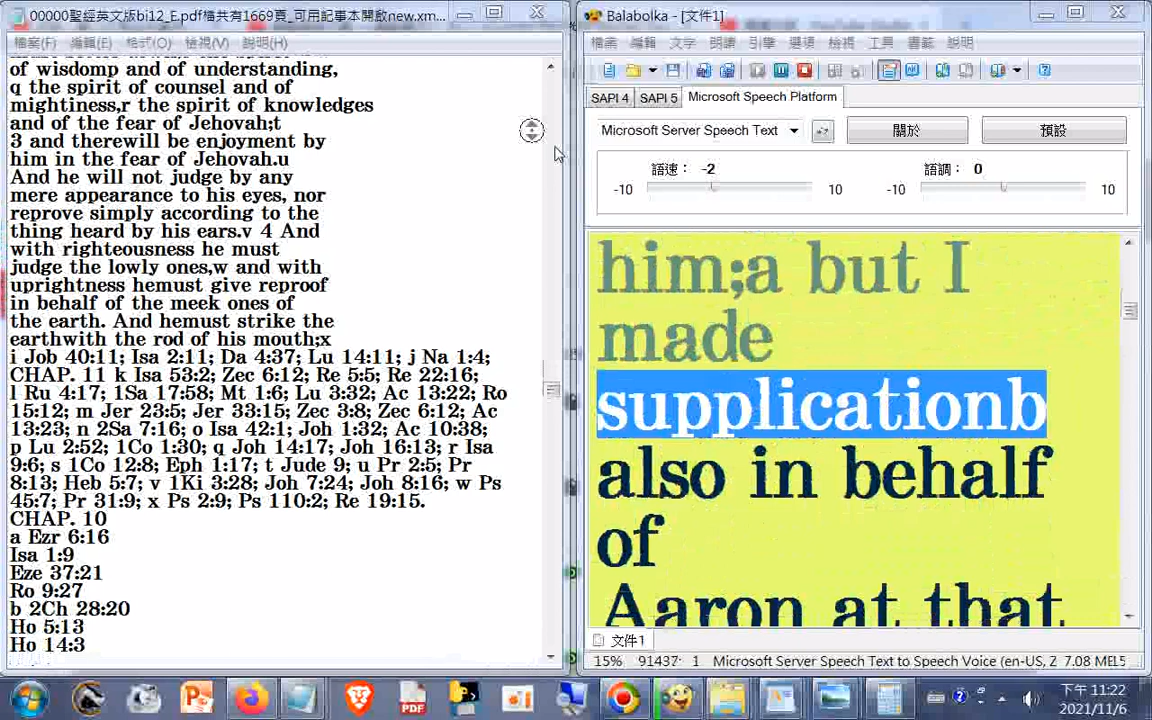 00000聖經英文版bi12_E.pdf檔共有1669頁_可用記事本開啟new.xm...
檔案(F) 編輯(E) 格式(O) 檢視(V) 說明(H)
of wisdomp and of understanding,
q the spirit of counsel and of
mightiness,r the spirit of knowledges
and of the fear of Jehovah;t
3 and therewill be enjoyment by
him in the fear of Jehovah.u
And he will not judge by any
mere appearance to his eyes, nor
reprove simply according to the
thing heard by his ears.v 4 And
with righteousness he must
judge the lowly ones,w and with
uprightness hemust give reproof
in behalf of the meek ones of
the earth. And hemust strike the
earthwith the rod of his mouth;x
i Job 40:11; Isa 2:11; Da 4:37; Lu 14:11; j Na 1:4;
CHAP. 11 k Isa 53:2; Zec 6:12; Re 5:5; Re 22:16;
l Ru 4:17; 1Sa 17:58; Mt 1:6; Lu 3:32; Ac 13:22; Ro
15:12; m Jer 23:5; Jer 33:15; Zec 3:8; Zec 6:12; Ac
13:23; n 2Sa 7:16; o Isa 42:1; Joh 1:32; Ac 10:38;
p Lu 2:52; 1Co 1:30; q Joh 14:17; Joh 16:13; r Isa
9:6; s 1Co 12:8; Eph 1:17; t Jude 9; u Pr 2:5; Pr
8:13; Heb 5:7; v 1Ki 3:28; Joh 7:24; Joh 8:16; w Ps
45:7; Pr 31:9; x Ps 2:9; Ps 110:2; Re 19:15.
CHAP. 10
a Ezr 6:16
Isa 1:9
Eze 37:21
Ro 9:27
b 2Ch 28:20
Ho 5:13
Ho 14:3
Balabolka - [文件1]
檔案 編輯 文字 朗讀 引擎 選項 檢視 工具 書籤 說明
SAPI 4 SAPI 5 Microsoft Speech Platform
Microsoft Server Speech Text 關於 預設
語速: -2 語調: 0
-10 10 -10 10
him;a but I
made
supplicationb
also in behalf
of
Aaron at that
文件1
15% 91437: 1 Microsoft Server Speech Text to Speech Voice (en-US, Z 7.08 МЕБ
PDF
下午 11:22
2021/11/6